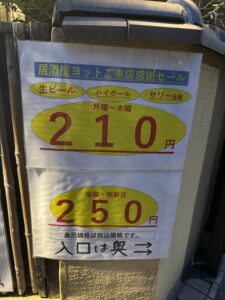 居酒屋ヨットご来店感謝セール
生ビール ハイボール サワー各種
月曜～木曜
210円
金曜・祝前日
250円
表示価格は税込価格です。
入口は奥⇒